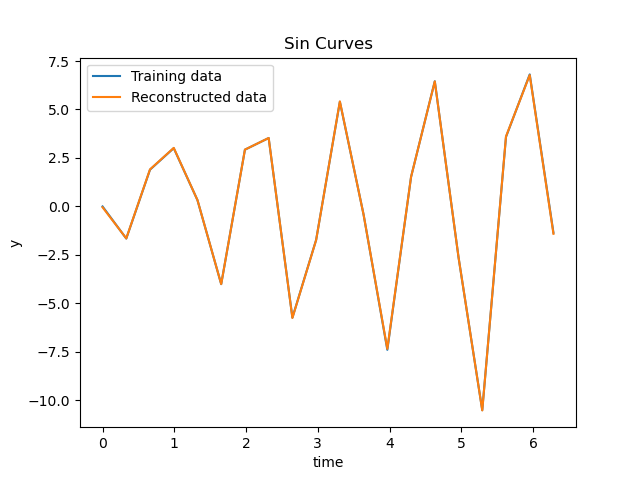 Sin Curves
Training data
Reconstructed data
7.5
5.0
2.5
0.0
−2.5
−5.0
−7.5
−10.0
y
0 1 2 3 4 5 6
time